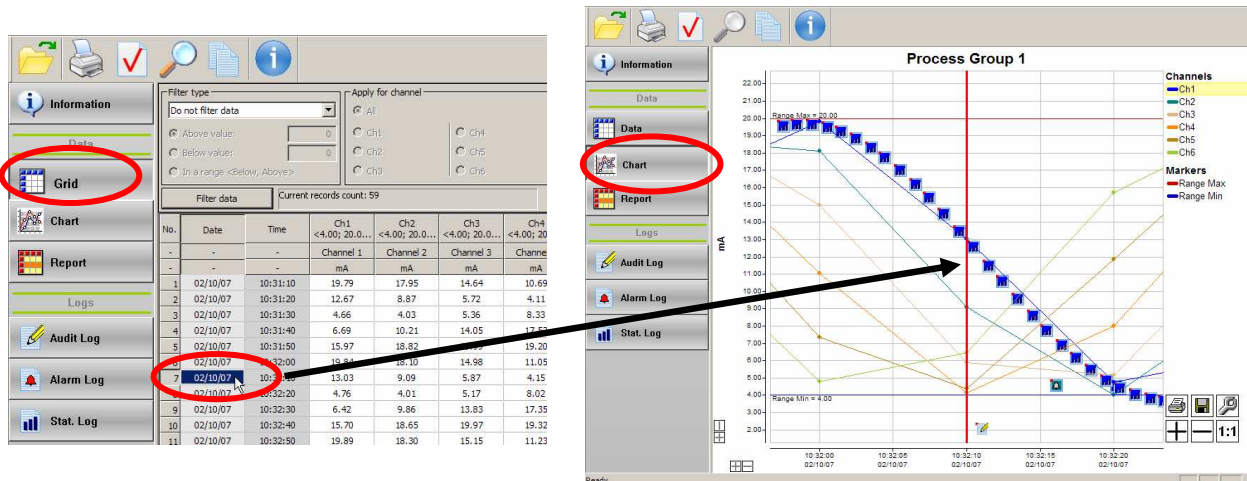 Information
Data
Grid
Chart
Report
Logs
Audit Log
Alarm Log
Stat. Log
Filter type
Do not filter data
Above value: 0
Below value: 0
In a range <Below, Above>
Apply for channel
All
Ch1 Ch4
Ch2 Ch5
Ch3 Ch6
Filter data Current records count: 59
No. Date Time Ch1 Ch2 Ch3 Ch4
<4.00; 20.0... <4.00; 20.0... <4.00; 20.0... <4.00; 20
- - Channel 1 Channel 2 Channel 3 Channe
- - - mA mA mA mA
1 02/10/07 10:31:10 19.79 17.95 14.64 10.69
2 02/10/07 10:31:20 12.67 8.87 5.72 4.11
3 02/10/07 10:31:30 4.66 4.03 5.36 8.33
4 02/10/07 10:31:40 6.69 10.21 14.05 17.52
5 02/10/07 10:31:50 15.97 18.82 19.20
02/10/07 10:32:00 19.84 18.10 14.98 11.05
7 02/10/07 13.03 9.09 5.87 4.15
02/10/07 10:32:20 4.76 4.01 5.17 8.02
9 02/10/07 10:32:30 6.42 9.86 13.83 17.35
10 02/10/07 10:32:40 15.70 18.65 19.97 19.32
11 02/10/07 10:32:50 19.89 18.30 15.15 11.23
Information
Data
Data
Chart
Report
Logs
Audit Log
Alarm Log
Stat. Log
Process Group 1
mA
22.00
21.00
20.00
19.00
18.00
17.00
16.00
15.00
14.00
13.00
12.00
11.00
10.00
9.00
8.00
7.00
6.00
5.00
4.00
3.00
2.00
Range Max = 20.00
Range Min = 4.00
10:32:00 10:32:05 10:32:10 10:32:15 10:32:20
02/10/07 02/10/07 02/10/07 02/10/07 02/10/07
Channels
Ch1
Ch2
Ch3
Ch4
Ch5
Ch6
Markers
Range Max
Range Min
1:1
Ready